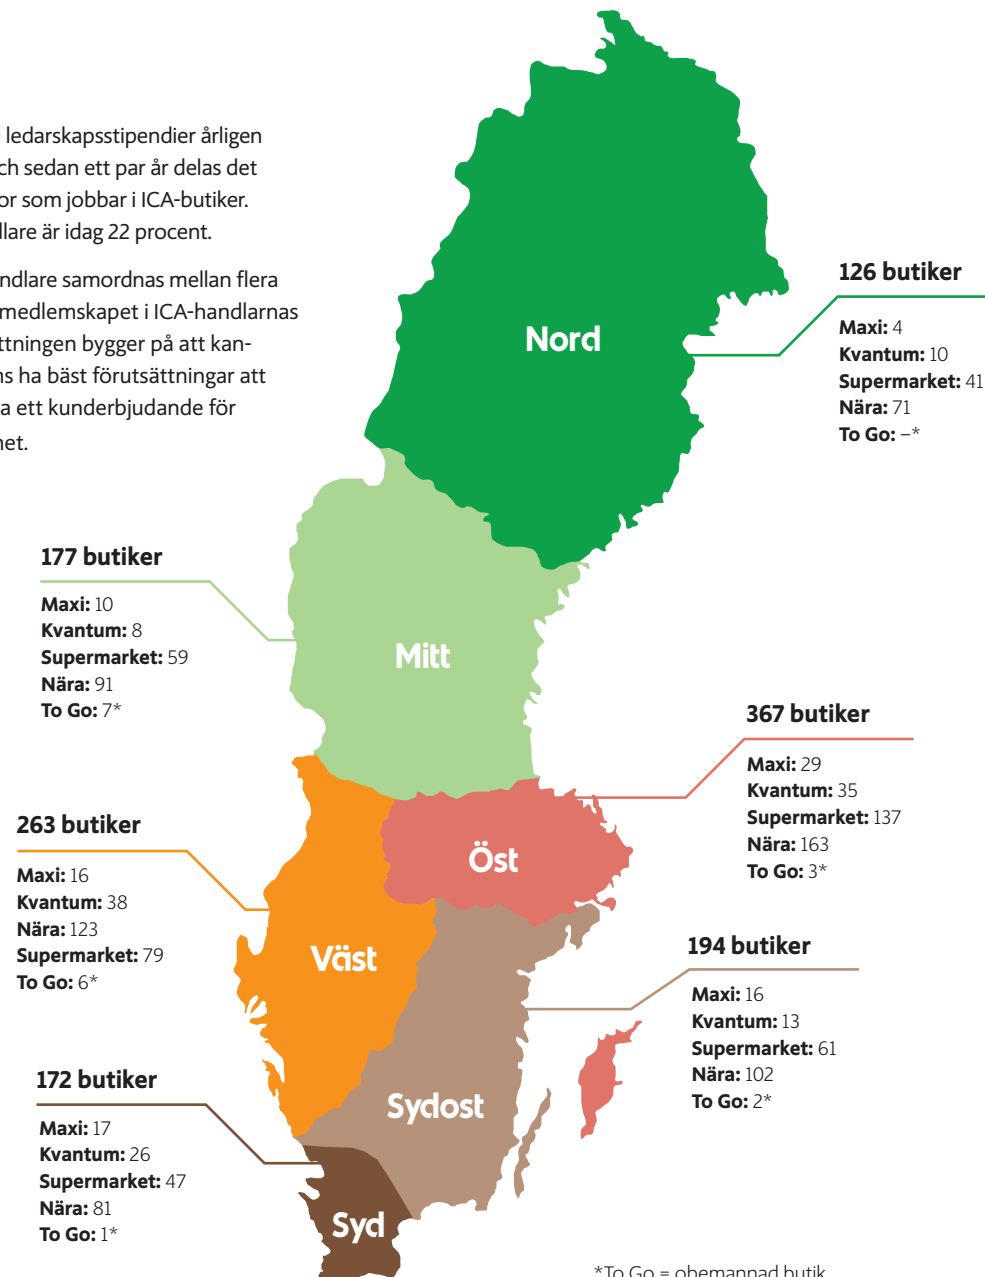 ledarskapsstipendier årligen
ch sedan ett par år delas det
or som jobbar i ICA-butiker.
llare är idag 22 procent.
ndlare samordnas mellan flera
medlemskapet i ICA-handlarnas
ttningen bygger på att kan-
ns ha bäst förutsättningar att
a ett kunderbjudande för
net.
Nord
126 butiker
Maxi: 4
Kvantum: 10
Supermarket: 41
Nära: 71
To Go: –*
177 butiker
Maxi: 10
Kvantum: 8
Supermarket: 59
Nära: 91
To Go: 7*
Mitt
367 butiker
Maxi: 29
Kvantum: 35
Supermarket: 137
Nära: 163
To Go: 3*
263 butiker
Maxi: 16
Kvantum: 38
Nära: 123
Supermarket: 79
To Go: 6*
Öst
Väst
194 butiker
Maxi: 16
Kvantum: 13
Supermarket: 61
Nära: 102
To Go: 2*
Sydost
172 butiker
Maxi: 17
Kvantum: 26
Supermarket: 47
Nära: 81
To Go: 1*
Syd
*To Go = obemannad butik